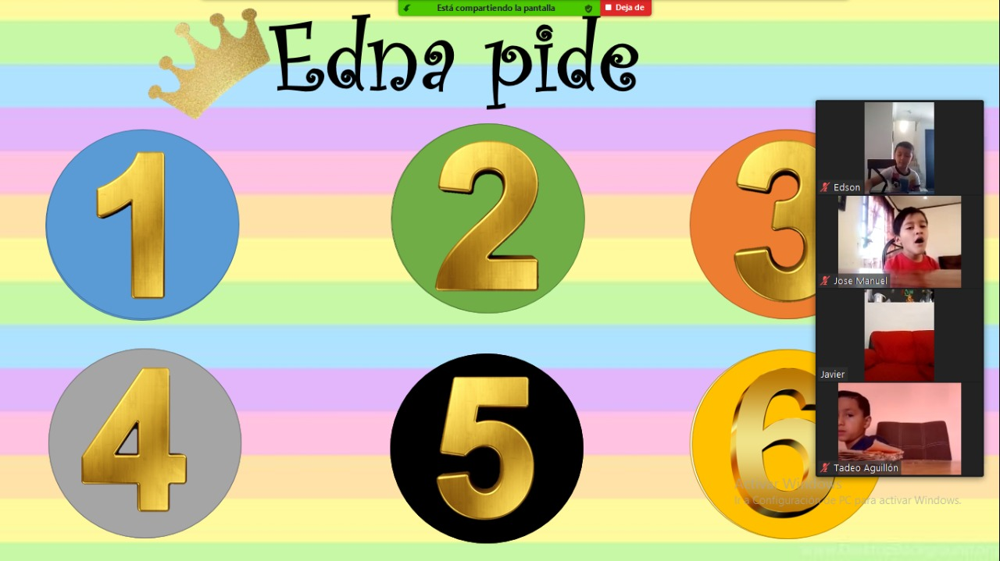 Está compartiendo la pantalla
Deja de
Edna pide
1
2
3
Edson
Jose Manuel
4
5
6
Javier
Tadeo Aguillón
Activar Windows
Ir a Configuración de PC para activar Windows.